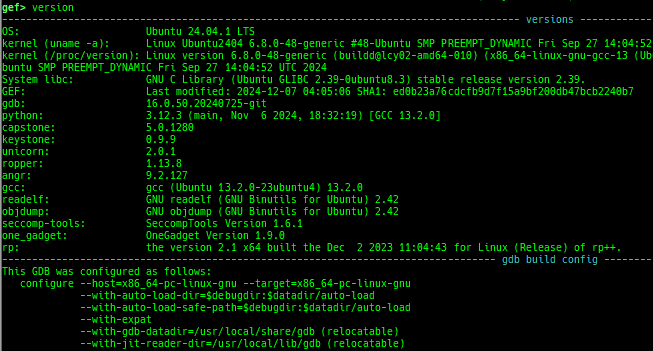 gef> version
versions
OS: Ubuntu 24.04.1 LTS
kernel (uname -a): Linux Ubuntu2404 6.8.0-48-generic #48-Ubuntu SMP PREEMPT_DYNAMIC Fri Sep 27 14:04:52
kernel (/proc/version): Linux version 6.8.0-48-generic (buildd@lcy02-amd64-010) (x86_64-linux-gnu-gcc-13 (Ub
buntu SMP PREEMPT_DYNAMIC Fri Sep 27 14:04:52 UTC 2024
System libc: GNU C Library (Ubuntu GLIBC 2.39-0ubuntu8.3) stable release version 2.39.
GEF: Last modified: 2024-12-07 04:05:06 SHA1: ed0b23a76cdcfb9d7f15a9bf200db47bcb2240b7
gdb: 16.0.50.20240725-git
python: 3.12.3 (main, Nov  6 2024, 18:32:19) [GCC 13.2.0]
capstone: 5.0.1280
keystone: 0.9.9
unicorn: 2.0.1
ropper: 1.13.8
angr: 9.2.127
gcc: gcc (Ubuntu 13.2.0-23ubuntu4) 13.2.0
readelf: GNU readelf (GNU Binutils for Ubuntu) 2.42
objdump: GNU objdump (GNU Binutils for Ubuntu) 2.42
seccomp-tools: SeccompTools Version 1.6.1
one_gadget: OneGadget Version 1.9.0
rp: the version 2.1 x64 built the Dec  2 2023 11:04:43 for Linux (Release) of rp++.
gdb build config
This GDB was configured as follows:
configure --host=x86_64-pc-linux-gnu --target=x86_64-pc-linux-gnu
--with-auto-load-dir=$debugdir:$datadir/auto-load
--with-auto-load-safe-path=$debugdir:$datadir/auto-load
--with-expat
--with-gdb-datadir=/usr/local/share/gdb (relocatable)
--with-jit-reader-dir=/usr/local/lib/gdb (relocatable)